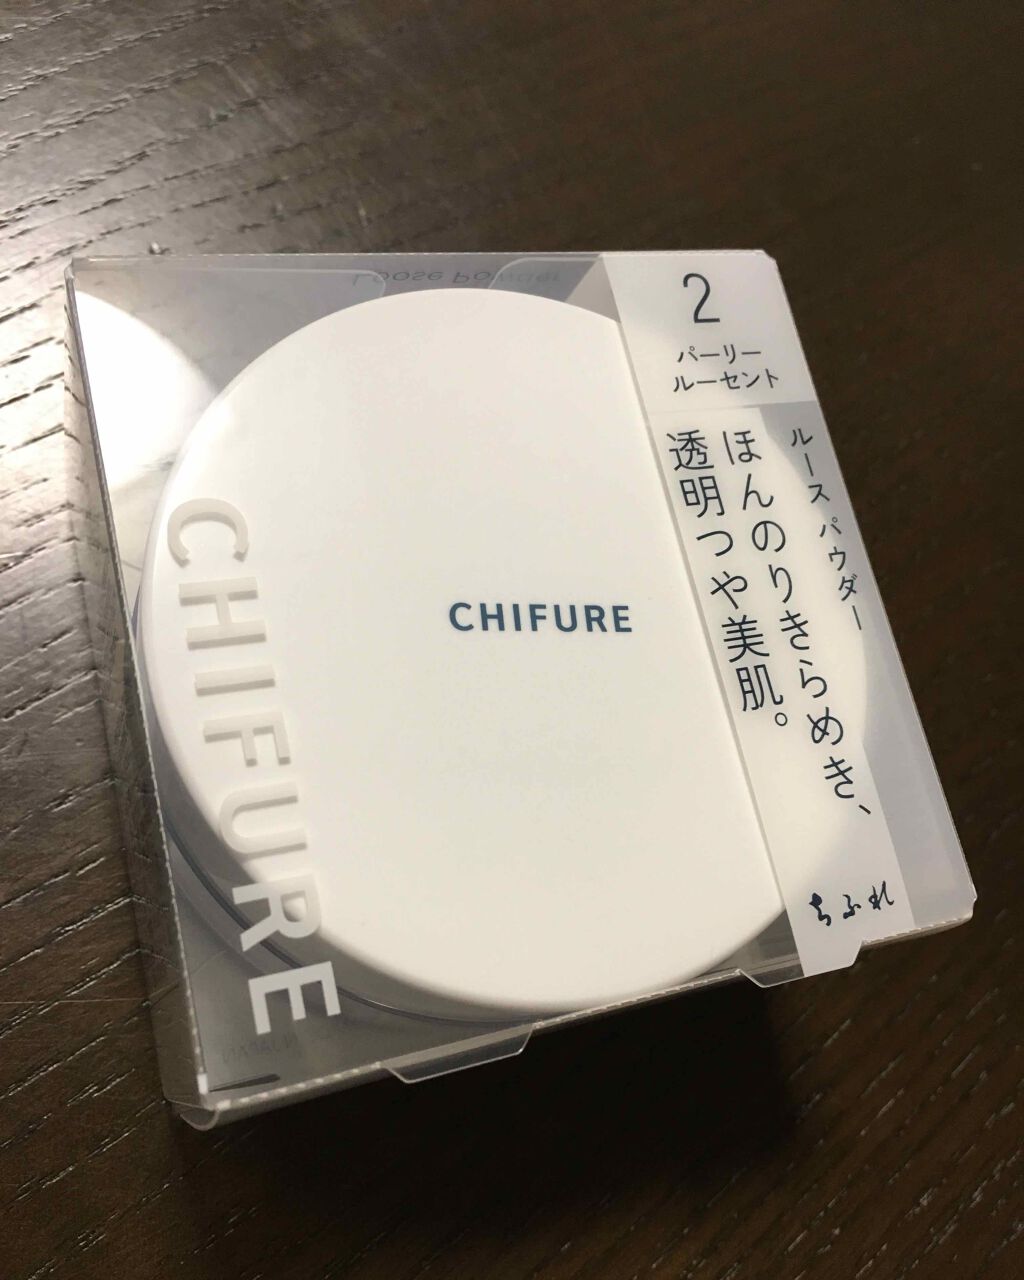 Loose Powder
2
パーリー
ルーセント
ルース パウダー
ほんのりきらめき、
透明つや美肌。
ちふれ
CHIFURE
CHIFURE